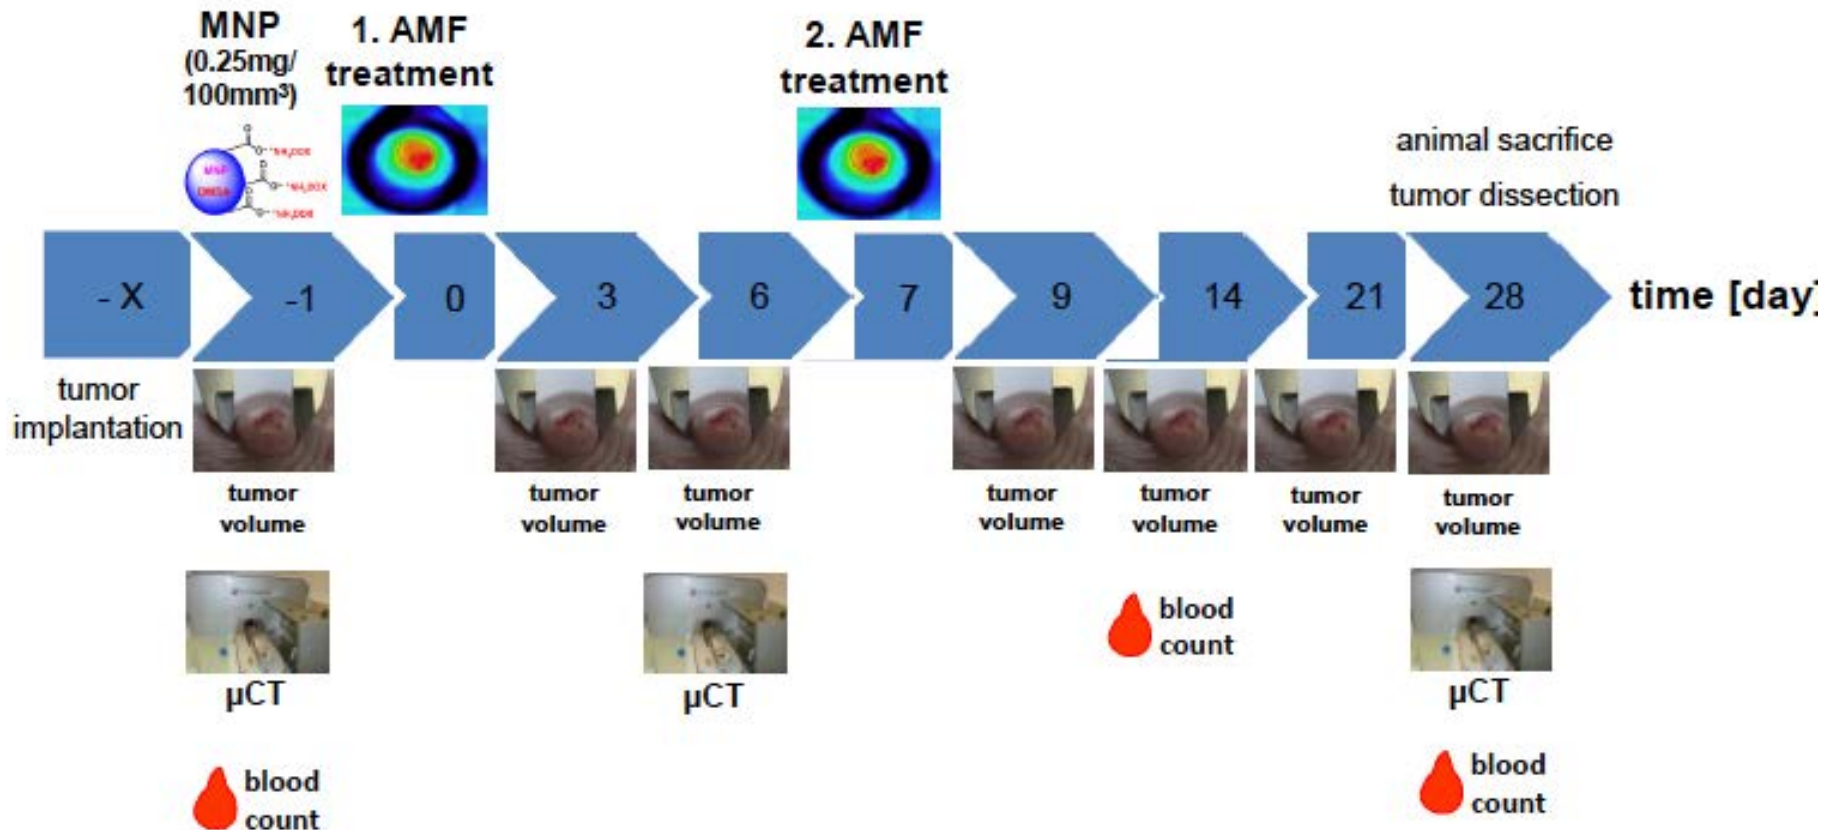 MNP
(0.25mg/
100mm³)
1. AMF
treatment
2. AMF
treatment
MNP
DMSA
animal sacrifice
tumor dissection
- X
-1
0
3
6
7
9
14
21
28
time [day]
tumor
implantation
tumor
volume
tumor
volume
tumor
volume
tumor
volume
tumor
volume
tumor
volume
tumor
volume
blood
count
µCT
µCT
µCT
blood
count
blood
count